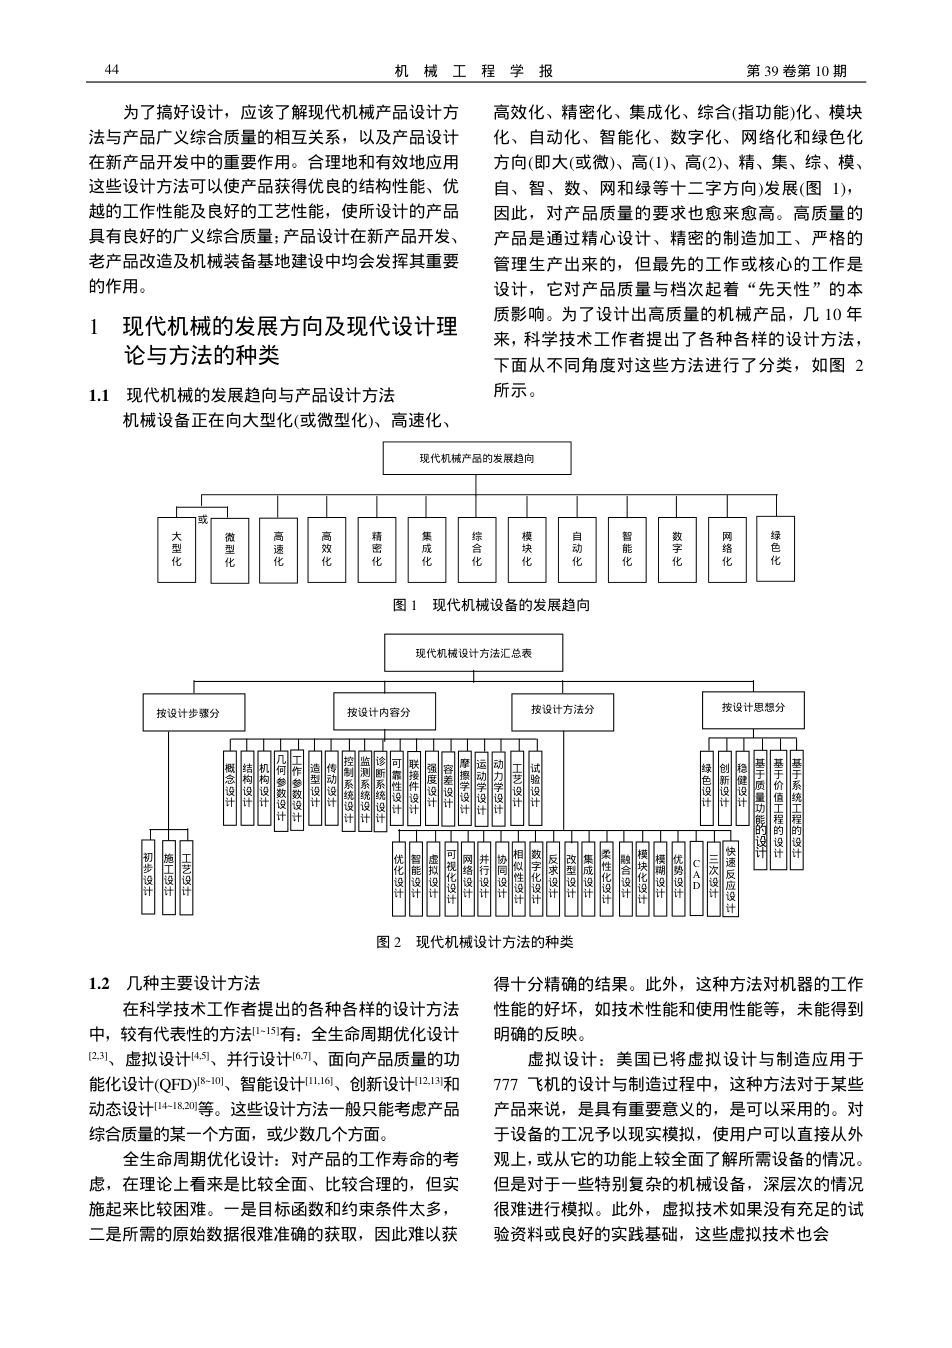 44
机 械 工 程 学 报
第 39 卷第 10 期
为了搞好设计，应该了解现代机械产品设计方
法与产品广义综合质量的相互关系，以及产品设计
在新产品开发中的重要作用。合理地和有效地应用
这些设计方法可以使产品获得优良的结构性能、优
越的工作性能及良好的工艺性能，使所设计的产品
具有良好的广义综合质量；产品设计在新产品开发、
老产品改造及机械装备基地建设中均会发挥其重要
的作用。
1 现代机械的发展方向及现代设计理
论与方法的种类
1.1 现代机械的发展趋向与产品设计方法
机械设备正在向大型化(或微型化)、高速化、
高效化、精密化、集成化、综合(指功能)化、模块
化、自动化、智能化、数字化、网络化和绿色化
方向(即大(或微)、高(1)、高(2)、精、集、综、模、
自、智、数、网和绿等十二字方向)发展(图 1)，
因此，对产品质量的要求也愈来愈高。高质量的
产品是通过精心设计、精密的制造加工、严格的
管理生产出来的，但最先的工作或核心的工作是
设计，它对产品质量与档次起着“先天性”的本
质影响。为了设计出高质量的机械产品，几 10 年
来，科学技术工作者提出了各种各样的设计方法，
下面从不同角度对这些方法进行了分类，如图 2
所示。
现代机械产品的发展趋向
大型化
或
微型化
高速化
高效化
精密化
集成化
综合化
模块化
自动化
智能化
数字化
网络化
绿色化
图 1 现代机械设备的发展趋向
现代机械设计方法汇总表
按设计步骤分
按设计内容分
按设计方法分
按设计思想分
初步设计
施工设计
工艺设计
概念设计
结构设计
机构设计
几何参数设计
工作参数设计
造型设计
传动设计
控制系统设计
监测系统设计
诊断系统设计
可靠性设计
联接件设计
强度设计
容差设计
摩擦学设计
运动学设计
动力学设计
工艺设计
试验设计
优化设计
智能设计
虚拟设计
可视化设计
网络设计
并行设计
协同设计
相似性设计
数字化设计
反求设计
改型设计
集成设计
柔性化设计
融合设计
模块化设计
模糊设计
优势设计
CAD
三次设计
快速反应设计
绿色设计
创新设计
稳健设计
基于质量功能的设计
基于价值工程的设计
基于系统工程的设计
图 2 现代机械设计方法的种类
1.2 几种主要设计方法
在科学技术工作者提出的各种各样的设计方法
中，较有代表性的方法[1~15]有：全生命周期优化设计
[2,3]、虚拟设计[4,5]、并行设计[6,7]、面向产品质量的功
能化设计(QFD)[8~10]、智能设计[11,16]、创新设计[12,13]和
动态设计[14~18,20]等。这些设计方法一般只能考虑产品
综合质量的某一个方面，或少数几个方面。
全生命周期优化设计：对产品的工作寿命的考
虑，在理论上看来是比较全面、比较合理的，但实
施起来比较困难。一是目标函数和约束条件太多，
二是所需的原始数据很难准确的获取，因此难以获
得十分精确的结果。此外，这种方法对机器的工作
性能的好坏，如技术性能和使用性能等，未能得到
明确的反映。
虚拟设计：美国已将虚拟设计与制造应用于
777 飞机的设计与制造过程中，这种方法对于某些
产品来说，是具有重要意义的，是可以采用的。对
于设备的工况予以现实模拟，使用户可以直接从外
观上，或从它的功能上较全面了解所需设备的情况。
但是对于一些特别复杂的机械设备，深层次的情况
很难进行模拟。此外，虚拟技术如果没有充足的试
验资料或良好的实践基础，这些虚拟技术也会